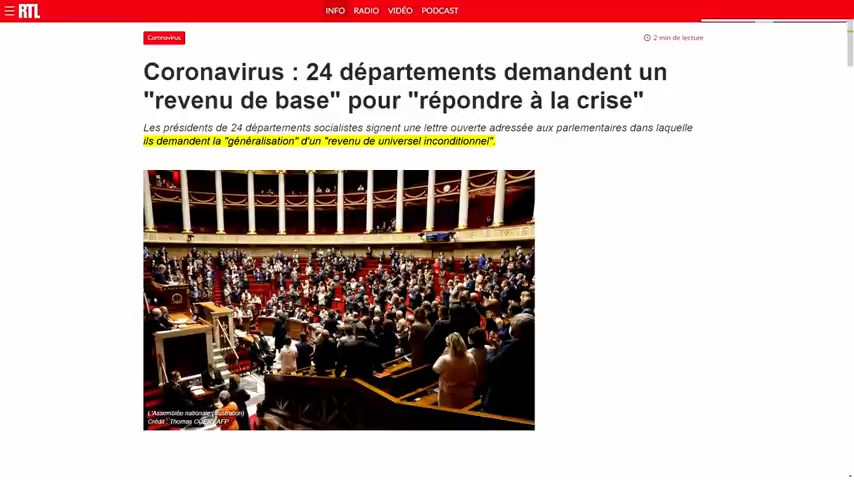 RTL
INFO RADIO VIDÉO PODCAST
Coronavirus
2 min de lecture
Coronavirus : 24 départements demandent un
"revenu de base" pour "répondre à la crise"
Les présidents de 24 départements socialistes signent une lettre ouverte adressée aux parlementaires dans laquelle
ils demandent la "généralisation" d'un "revenu de universel inconditionnel".
L'Assemblée nationale (illustration)
Crédit : Thomas AFP